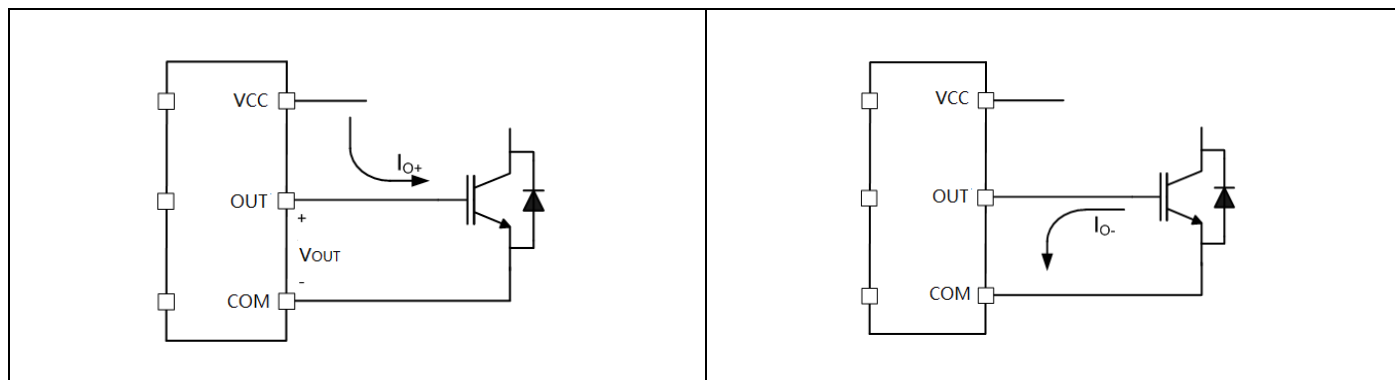 VCC
IO+
OUT
+
VOUT
-
COM
VCC
OUT
IO-
COM